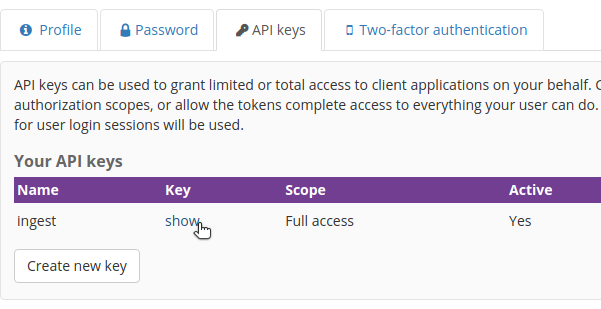 Profile Password API keys Two-factor authentication
API keys can be used to grant limited or total access to client applications on your behalf.
authorization scopes, or allow the tokens complete access to everything your user can do.
for user login sessions will be used.
Your API keys
Name Key Scope Active
ingest show Full access Yes
Create new key